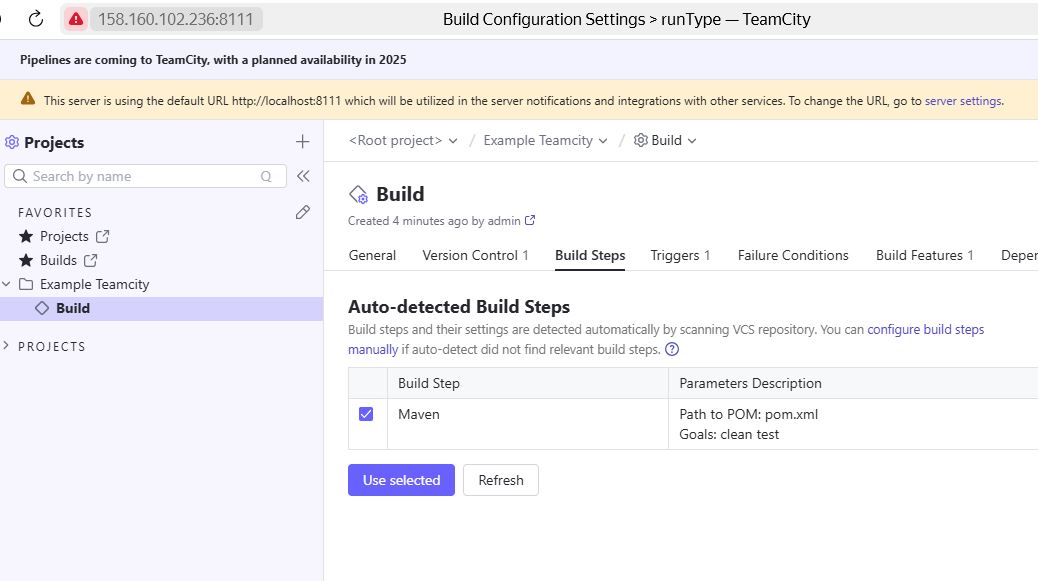 158.160.102.236:8111 Build Configuration Settings > runType — TeamCity
Pipelines are coming to TeamCity, with a planned availability in 2025
This server is using the default URL http://localhost:8111 which will be utilized in the server notifications and integrations with other services. To change the URL, go to server settings.
Projects
<Root project> / Example Teamcity / Build
Search by name Q
Build
Created 4 minutes ago by admin
FAVORITES
Projects
Builds
Example Teamcity
Build
PROJECTS
General Version Control 1 Build Steps Triggers 1 Failure Conditions Build Features 1 Deper
Auto-detected Build Steps
Build steps and their settings are detected automatically by scanning VCS repository. You can configure build steps
manually if auto-detect did not find relevant build steps.
Build Step Parameters Description
Maven Path to POM: pom.xml
Goals: clean test
Use selected Refresh